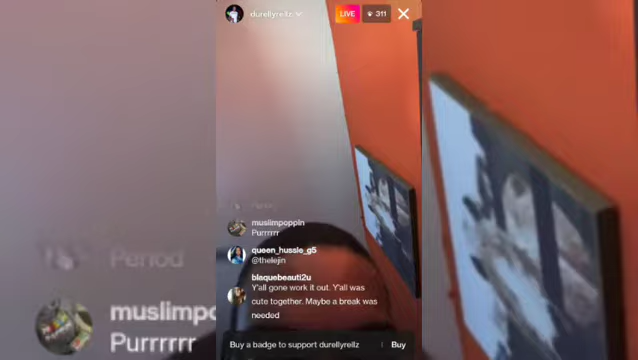 durellyrellz
LIVE
311
muslimpoppin
Purrrrrr
queen_hussle_g5
@thelejin
blaquebeauti2u
Y'all gone work it out. Y'all was
cute together. Maybe a break was
needed
Buy a badge to support durellyrellz
Buy
Period
muslimpop
Purrrrrr